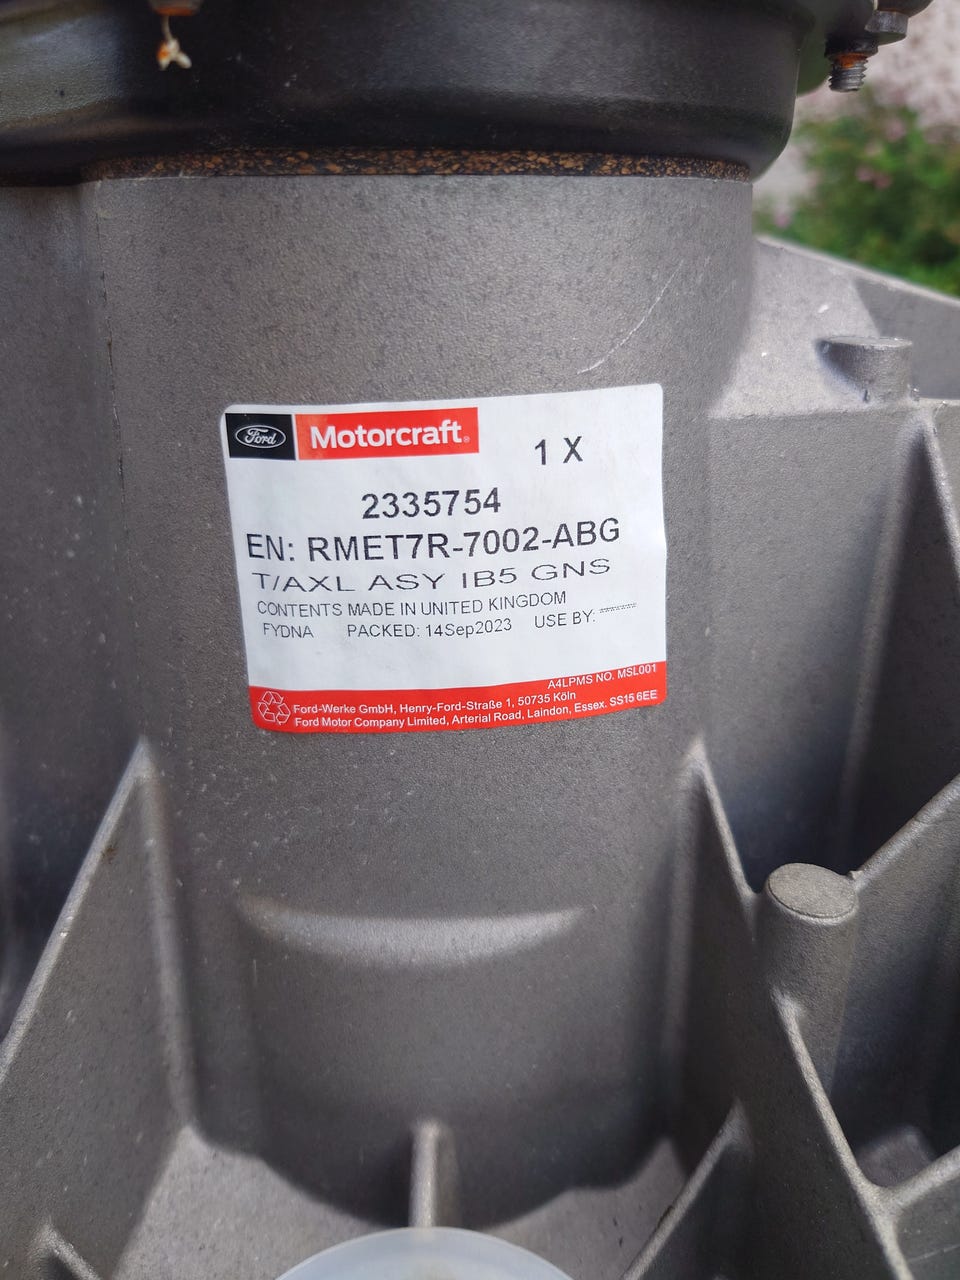 Ford Motorcraft®
1 X
2335754
EN: RMET7R-7002-ABG
T/AXL ASY IB5 GNS
CONTENTS MADE IN UNITED KINGDOM
FYDNA PACKED: 14Sep2023 USE BY: ********
A4LPMS NO. MSL001
Ford-Werke GmbH, Henry-Ford-Straße 1, 50735 Köln
Ford Motor Company Limited, Arterial Road, Laindon, Essex. SS15 6EE